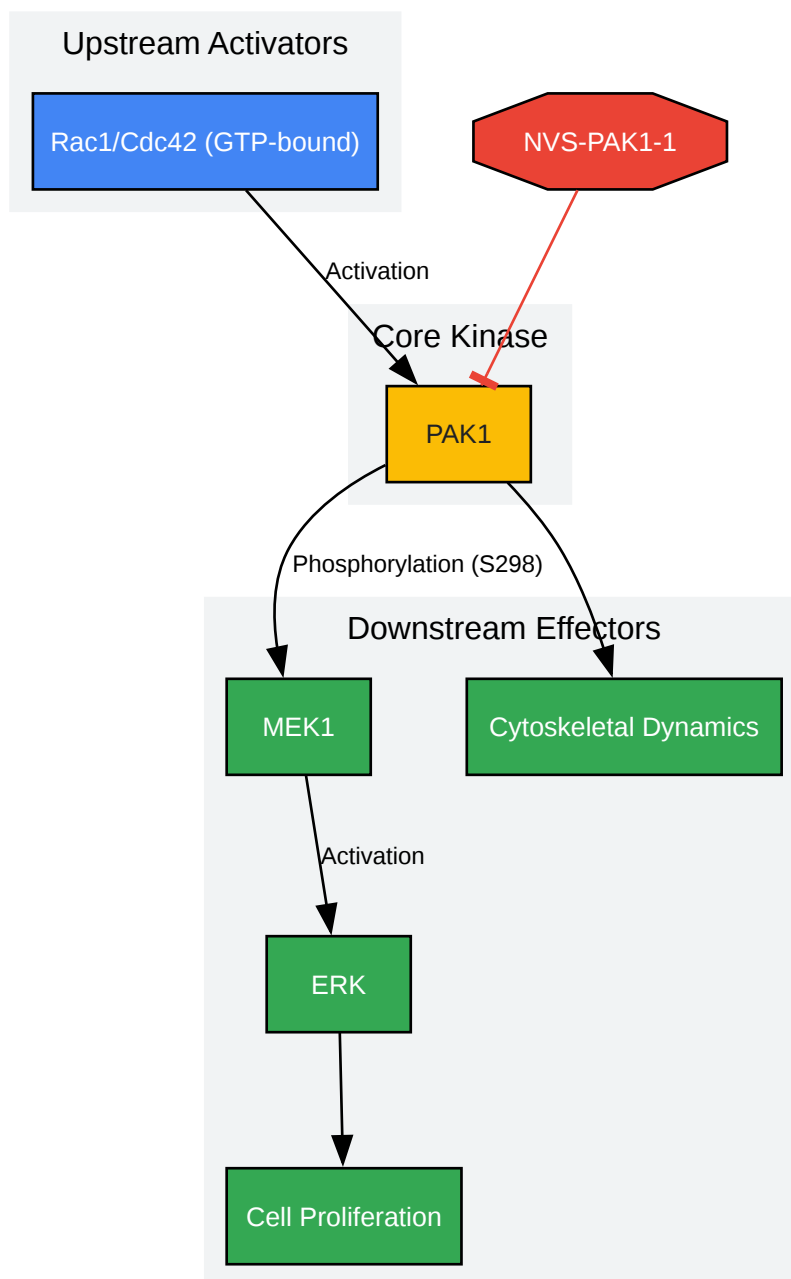 Upstream Activators
Rac1/Cdc42 (GTP-bound)
NVS-PAK1-1
Activation
Core Kinase
PAK1
Phosphorylation (S298)
Downstream Effectors
MEK1
Cytoskeletal Dynamics
Activation
ERK
Cell Proliferation